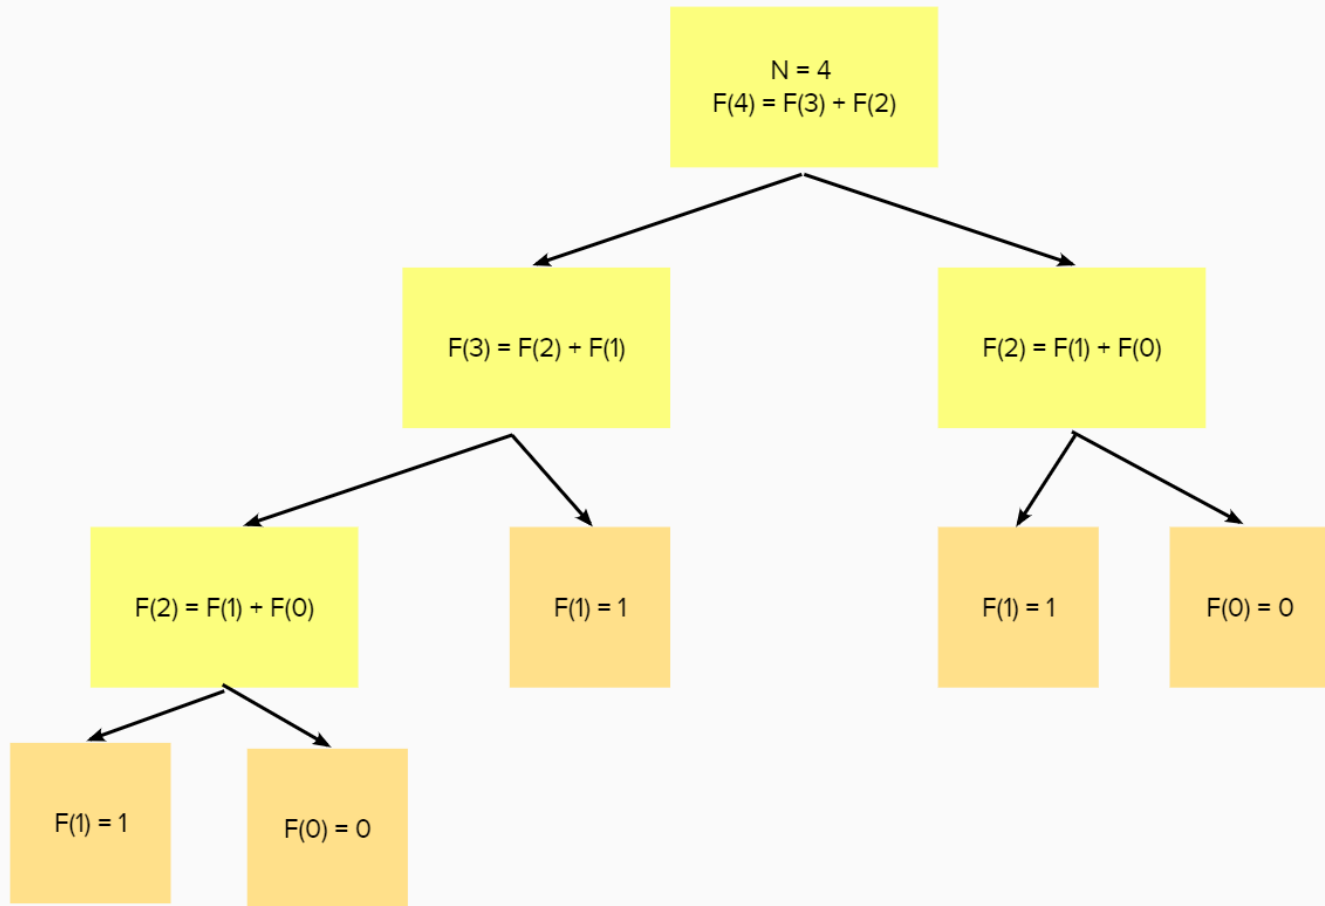 N = 4
F(4) = F(3) + F(2)
F(3) = F(2) + F(1)
F(2) = F(1) + F(0)
F(2) = F(1) + F(0)
F(1) = 1
F(1) = 1
F(0) = 0
F(1) = 1
F(0) = 0